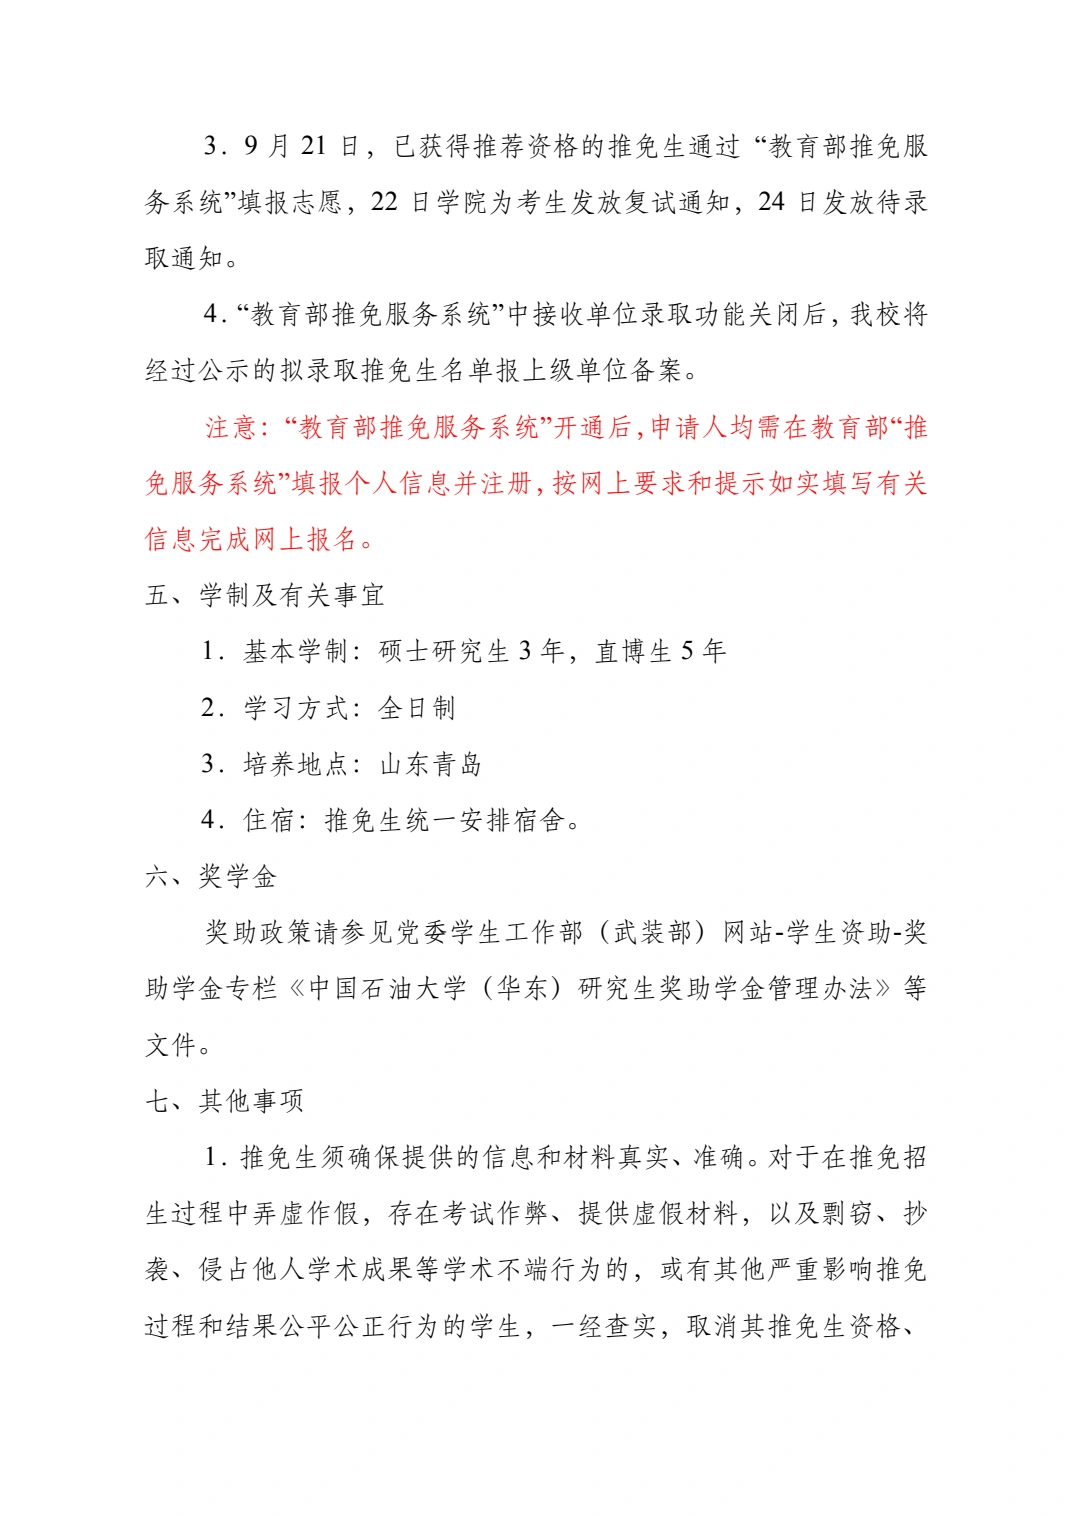 3. 9 月 21 日，已获得推荐资格的推免生通过 “教育部推免服
务系统”填报志愿，22 日学院为考生发放复试通知，24 日发放待录
取通知。
4. “教育部推免服务系统”中接收单位录取功能关闭后，我校将
经过公示的拟录取推免生名单报上级单位备案。
注意：“教育部推免服务系统”开通后，申请人均需在教育部“推
免服务系统”填报个人信息并注册，按网上要求和提示如实填写有关
信息完成网上报名。
五、学制及有关事宜
1. 基本学制：硕士研究生 3 年，直博生 5 年
2. 学习方式：全日制
3. 培养地点：山东青岛
4. 住宿：推免生统一安排宿舍。
六、奖学金
奖助政策请参见党委学生工作部（武装部）网站-学生资助-奖
助学金专栏《中国石油大学（华东）研究生奖助学金管理办法》等
文件。
七、其他事项
1. 推免生须确保提供的信息和材料真实、准确。对于在推免招
生过程中弄虚作假，存在考试作弊、提供虚假材料，以及剽窃、抄
袭、侵占他人学术成果等学术不端行为的，或有其他严重影响推免
过程和结果公平公正行为的学生，一经查实，取消其推免生资格、